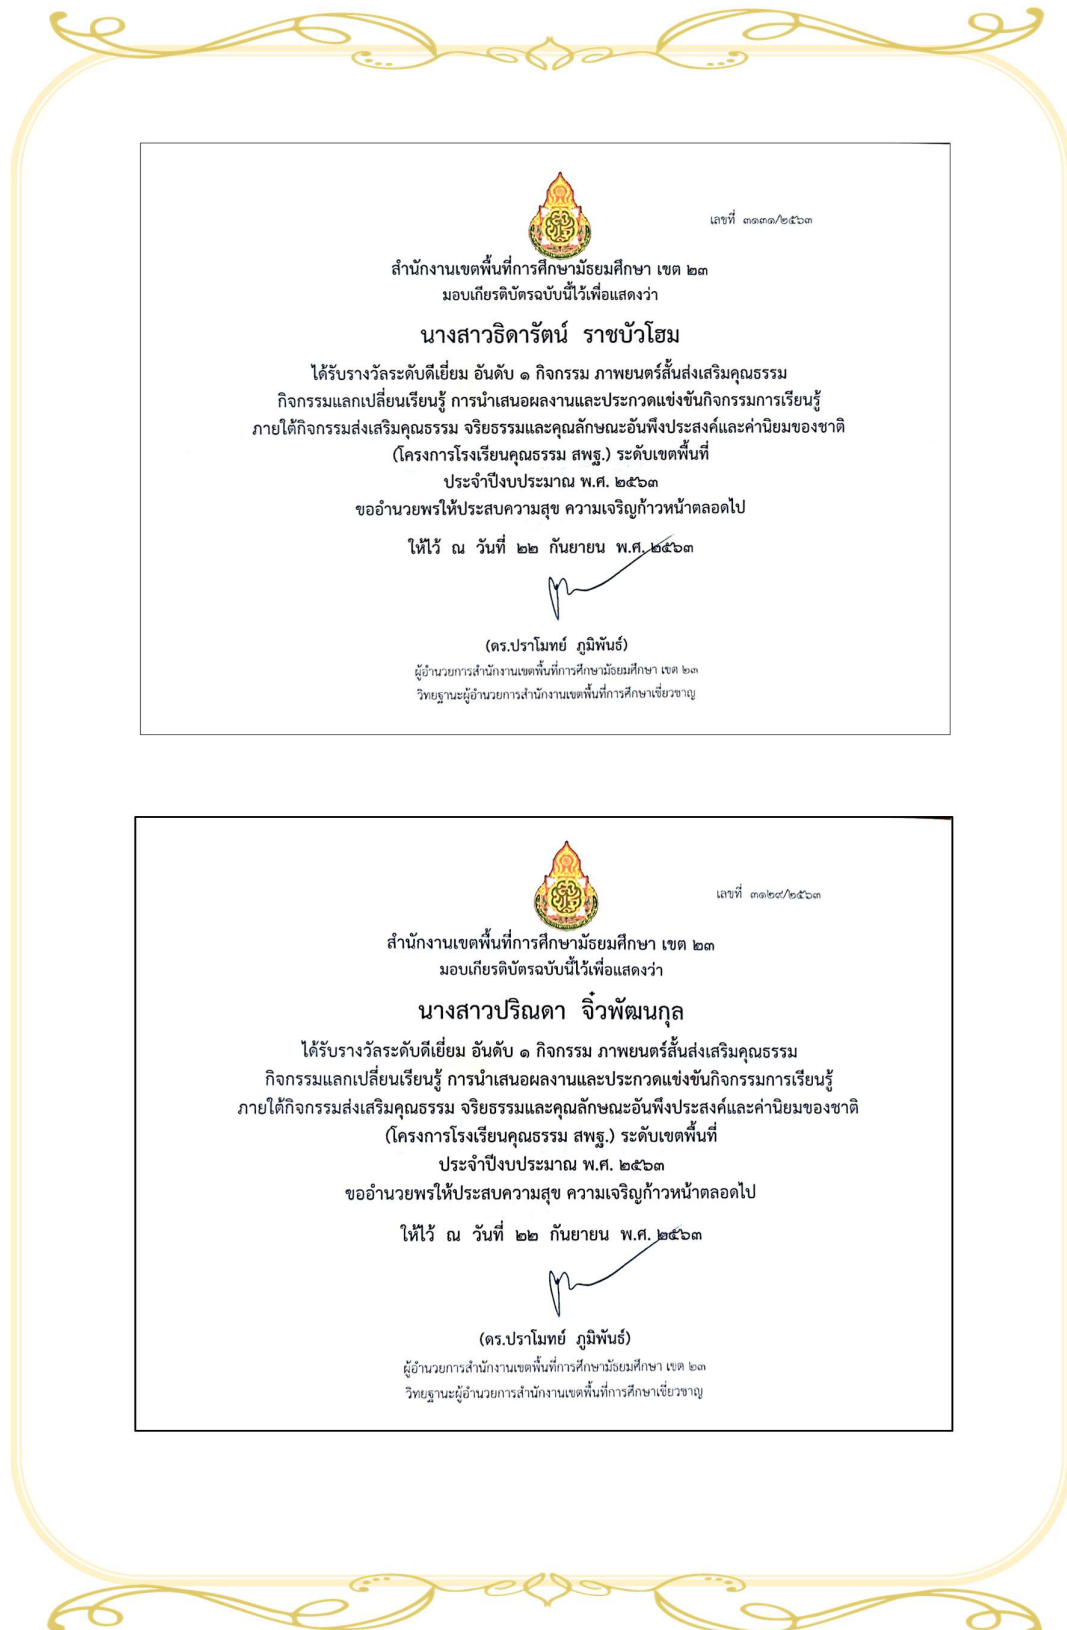 เลขที่ ๓๑๓๑/๒๕๖๓
สำนักงานเขตพื้นที่การศึกษามัธยมศึกษา เขต ๒๓
มอบเกียรติบัตรฉบับนี้ไว้เพื่อแสดงว่า
นางสาวธิดารัตน์ ราชบัวโฮม
ได้รับรางวัลระดับดีเยี่ยม อันดับ ๑ กิจกรรม ภาพยนตร์สั้นส่งเสริมคุณธรรม
กิจกรรมแลกเปลี่ยนเรียนรู้ การนำเสนอผลงานและประกวดแข่งขันกิจกรรมการเรียนรู้
ภายใต้กิจกรรมส่งเสริมคุณธรรม จริยธรรมและคุณลักษณะอันพึงประสงค์และค่านิยมของชาติ
(โครงการโรงเรียนคุณธรรม สพฐ.) ระดับเขตพื้นที่
ประจำปีงบประมาณ พ.ศ. ๒๕๖๓
ขออำนวยพรให้ประสบความสุข ความเจริญก้าวหน้าตลอดไป
ให้ไว้ ณ วันที่ ๒๒ กันยายน พ.ศ. ๒๕๖๓
(ดร.ปราโมทย์ ภูมิพันธ์)
ผู้อำนวยการสำนักงานเขตพื้นที่การศึกษามัธยมศึกษา เขต ๒๓
วิทยฐานะผู้อำนวยการสำนักงานเขตพื้นที่การศึกษาเชี่ยวชาญ
เลขที่ ๓๑๒๙/๒๕๖๓
สำนักงานเขตพื้นที่การศึกษามัธยมศึกษา เขต ๒๓
มอบเกียรติบัตรฉบับนี้ไว้เพื่อแสดงว่า
นางสาวปริณดา จิ๋วพัฒนกุล
ได้รับรางวัลระดับดีเยี่ยม อันดับ ๑ กิจกรรม ภาพยนตร์สั้นส่งเสริมคุณธรรม
กิจกรรมแลกเปลี่ยนเรียนรู้ การนำเสนอผลงานและประกวดแข่งขันกิจกรรมการเรียนรู้
ภายใต้กิจกรรมส่งเสริมคุณธรรม จริยธรรมและคุณลักษณะอันพึงประสงค์และค่านิยมของชาติ
(โครงการโรงเรียนคุณธรรม สพฐ.) ระดับเขตพื้นที่
ประจำปีงบประมาณ พ.ศ. ๒๕๖๓
ขออำนวยพรให้ประสบความสุข ความเจริญก้าวหน้าตลอดไป
ให้ไว้ ณ วันที่ ๒๒ กันยายน พ.ศ. ๒๕๖๓
(ดร.ปราโมทย์ ภูมิพันธ์)
ผู้อำนวยการสำนักงานเขตพื้นที่การศึกษามัธยมศึกษา เขต ๒๓
วิทยฐานะผู้อำนวยการสำนักงานเขตพื้นที่การศึกษาเชี่ยวชาญ